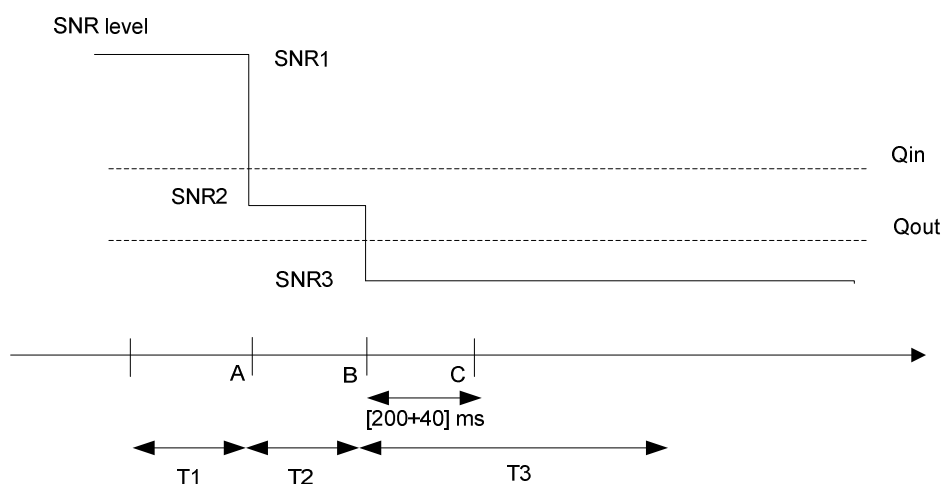 SNR level
SNR1
Qin
SNR2
Qout
SNR3
A
B
C
[200+40] ms
T1
T2
T3